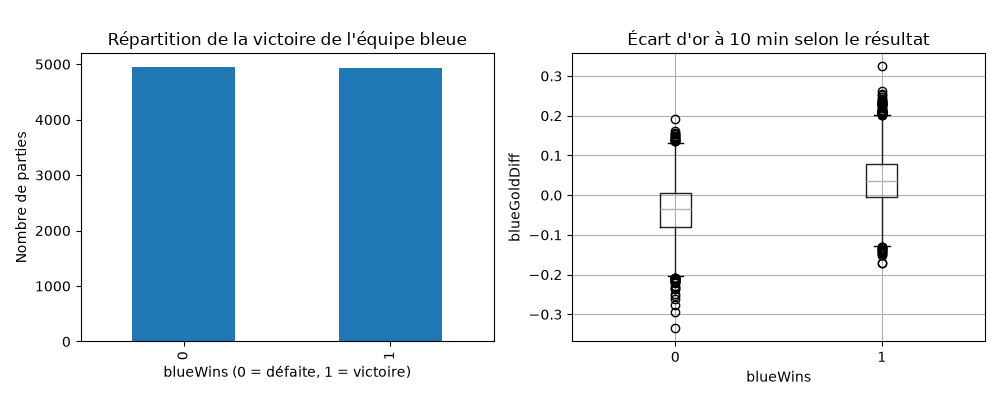 Répartition de la victoire de l'équipe bleue
5000
4000
3000
2000
1000
0
Nombre de parties
0
1
blueWins (0 = défaite, 1 = victoire)
Écart d'or à 10 min selon le résultat
0.3
0.2
0.1
0.0
−0.1
−0.2
−0.3
blueGoldDiff
0
1
blueWins